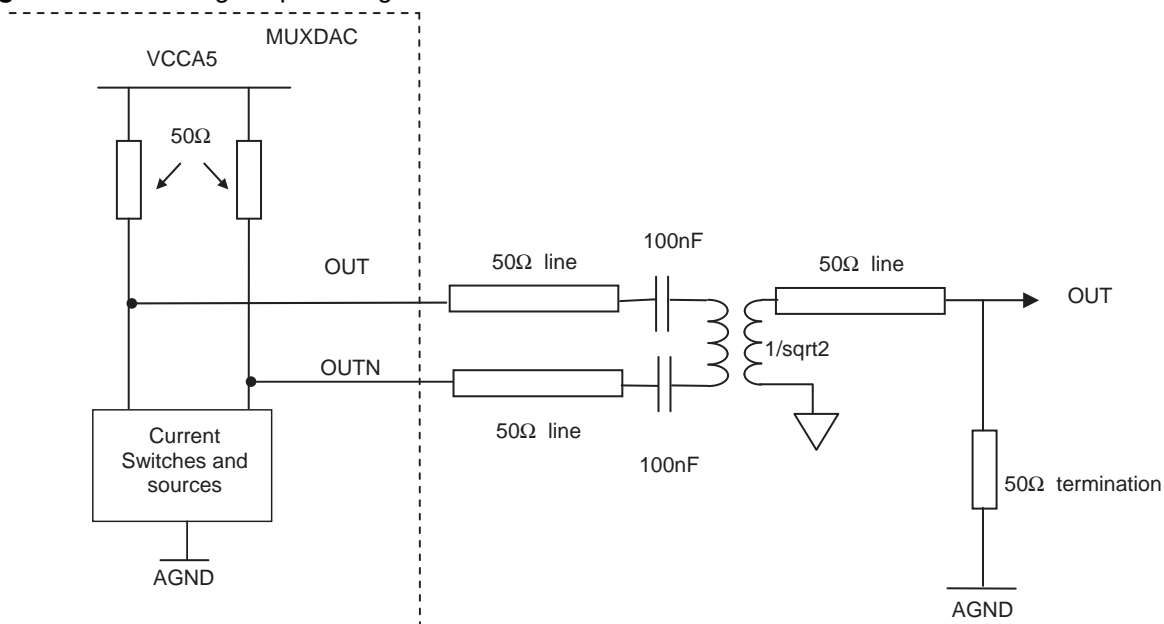 MUXDAC
VCCA5
50Ω
OUT
50Ω line
100nF
50Ω line
OUT
1/sqrt2
OUTN
50Ω line
100nF
Current
Switches and
sources
50Ω termination
AGND
AGND